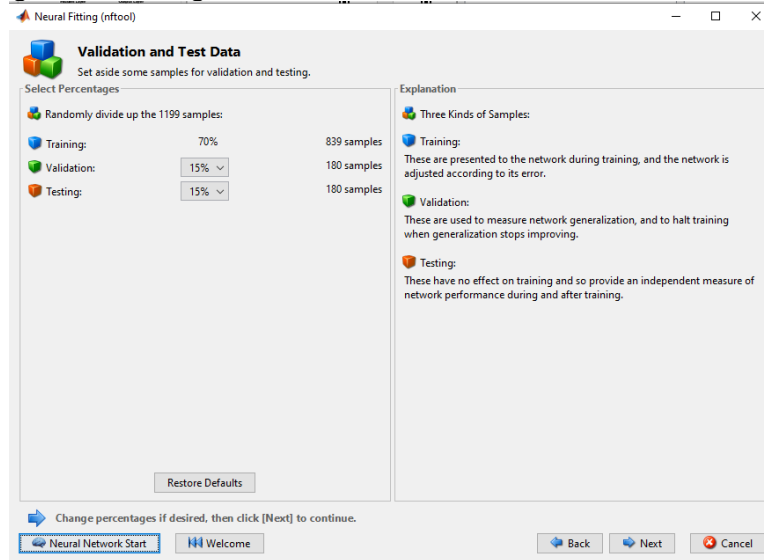 Neural Fitting (nftool)
Validation and Test Data
Set aside some samples for validation and testing.
Select Percentages
Randomly divide up the 1199 samples:
Training: 70% 839 samples
Validation: 15% 180 samples
Testing: 15% 180 samples
Restore Defaults
Explanation
Three Kinds of Samples:
Training:
These are presented to the network during training, and the network is
adjusted according to its error.
Validation:
These are used to measure network generalization, and to halt training
when generalization stops improving.
Testing:
These have no effect on training and so provide an independent measure of
network performance during and after training.
Change percentages if desired, then click [Next] to continue.
Neural Network Start Welcome Back Next Cancel